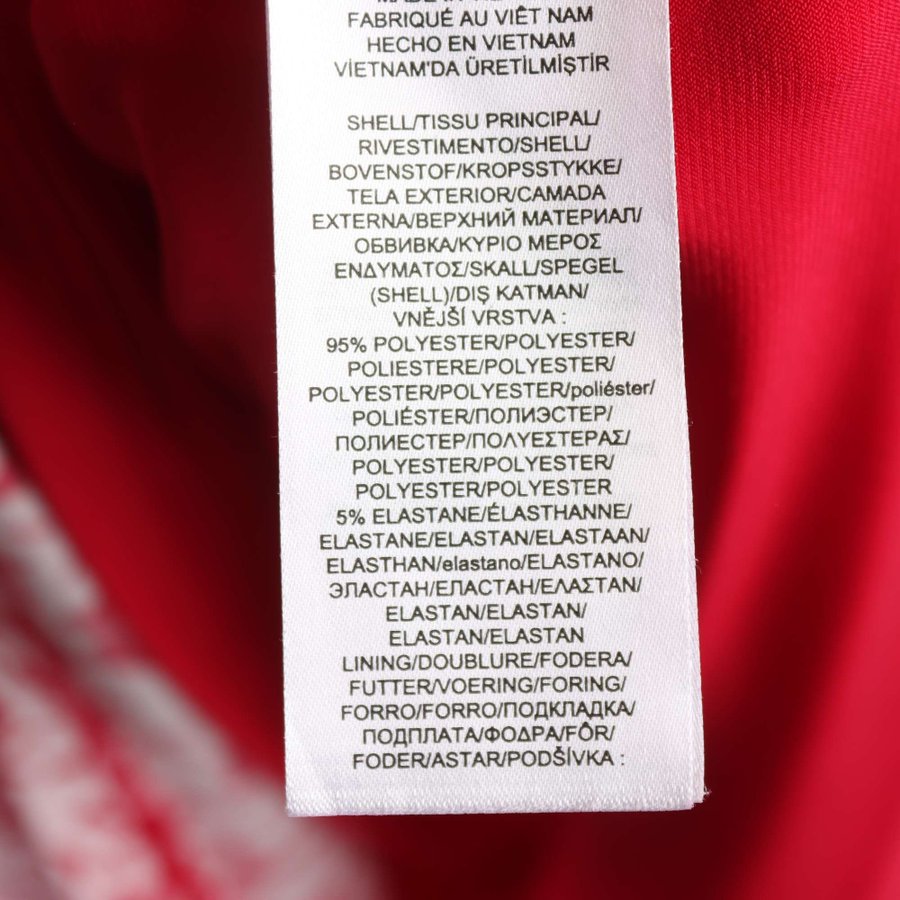 MADE IN
FABRIQUÉ AU VIÊT NAM
HECHO EN VIETNAM
VİETNAM'DA ÜRETİLMİŞTİR
SHELL/TISSU PRINCIPAL/
RIVESTIMENTO/SHELL/
BOVENSTOF/KROPSSTYKKE/
TELA EXTERIOR/CAMADA
EXTERNA/ВЕРХНИЙ МАТЕРИАЛ/
ОБВИВКА/ΚΥΡΙΟ ΜΕΡΟΣ
ΕΝΔΥΜΑΤΟΣ/SKALL/SPEGEL
(SHELL)/DIŞ KATMAN/
VNĚJŠÍ VRSTVA :
95% POLYESTER/POLYESTER/
POLIESTERE/POLYESTER/
POLYESTER/POLYESTER/poliéster/
POLIÉSTER/ПОЛИЭСТЕР/
ПОЛИЕСТЕР/ΠΟΛΥΕΣΤΕΡΑΣ/
POLYESTER/POLYESTER/
POLYESTER/POLYESTER
5% ELASTANE/ÉLASTHANNE/
ELASTANE/ELASTAN/ELASTAAN/
ELASTHAN/elastano/ELASTANO/
ЭЛАСТАН/ЕЛАСТАН/ΕΛΑΣΤΑΝ/
ELASTAN/ELASTAN/
ELASTAN/ELASTAN
LINING/DOUBLURE/FODERA/
FUTTER/VOERING/FORING/
FORRO/FORRO/ПОДКЛАДКА/
ПОДПЛАТА/ΦΟΔΡΑ/FÔR/
FODER/ASTAR/PODŠÍVKA :